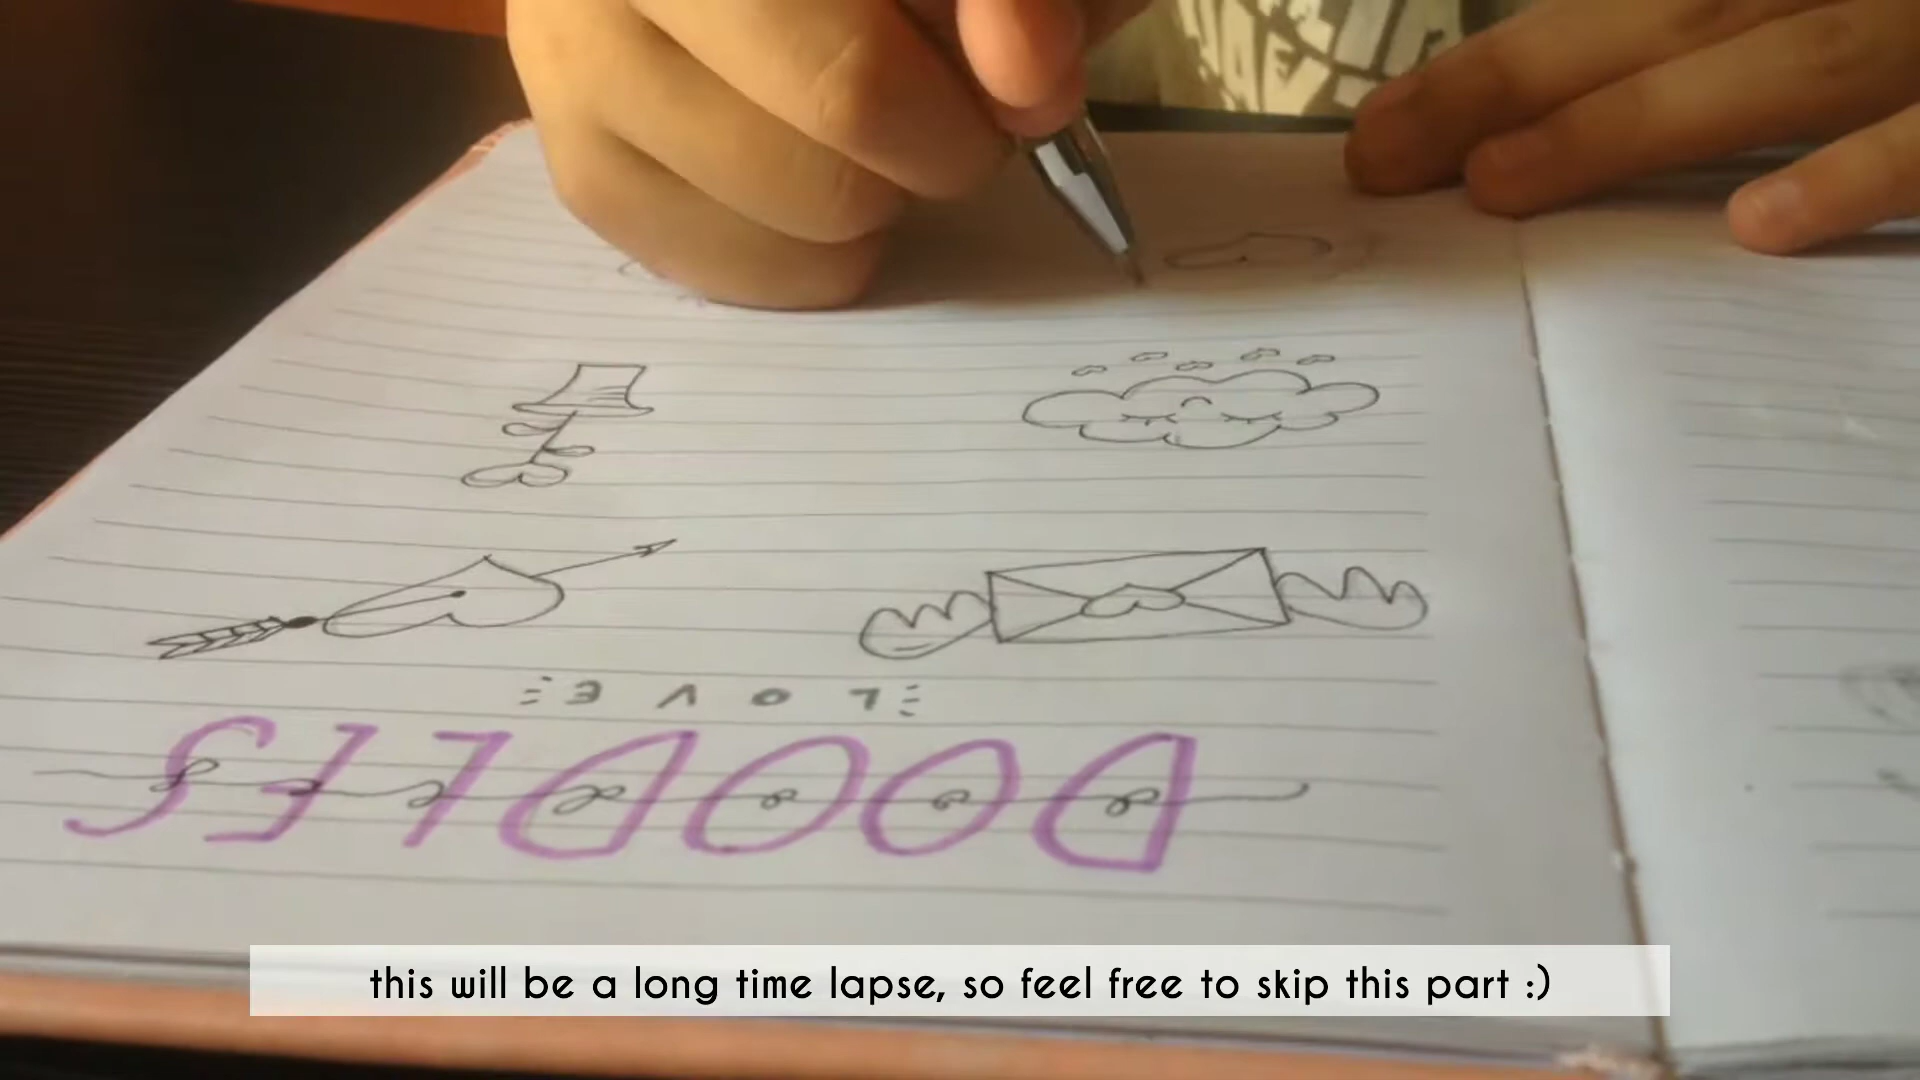 LOVE
DOODLES
this will be a long time lapse, so feel free to skip this part :)